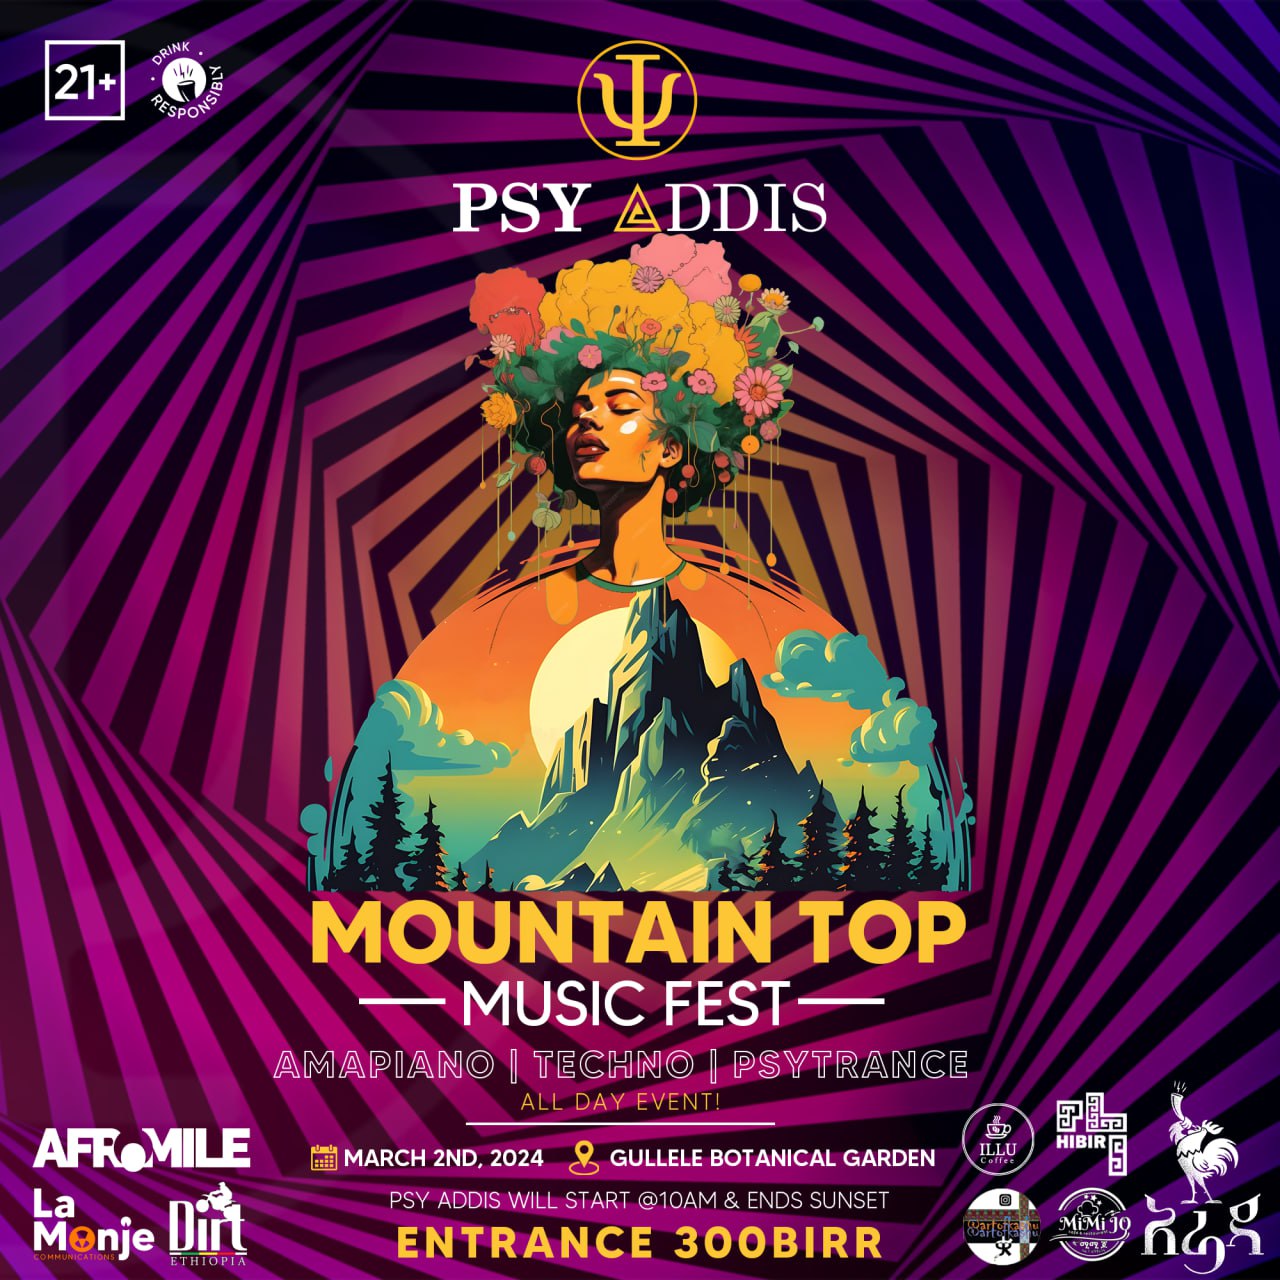 21+
DRINK RESPONSIBLY
Ψ
PSY ADDIS
MOUNTAIN TOP
MUSIC FEST
AMAPIANO | TECHNO | PSYTRANCE
ALL DAY EVENT!
MARCH 2ND, 2024 GULLELE BOTANICAL GARDEN
PSY ADDIS WILL START @10AM & ENDS SUNSET
ENTRANCE 300BIRR
AFROMILE
La
Monje
COMMUNICATIONS
Dirt
ETHIOPIA
ILLU
Coffee
HIBIR
MiMi JO